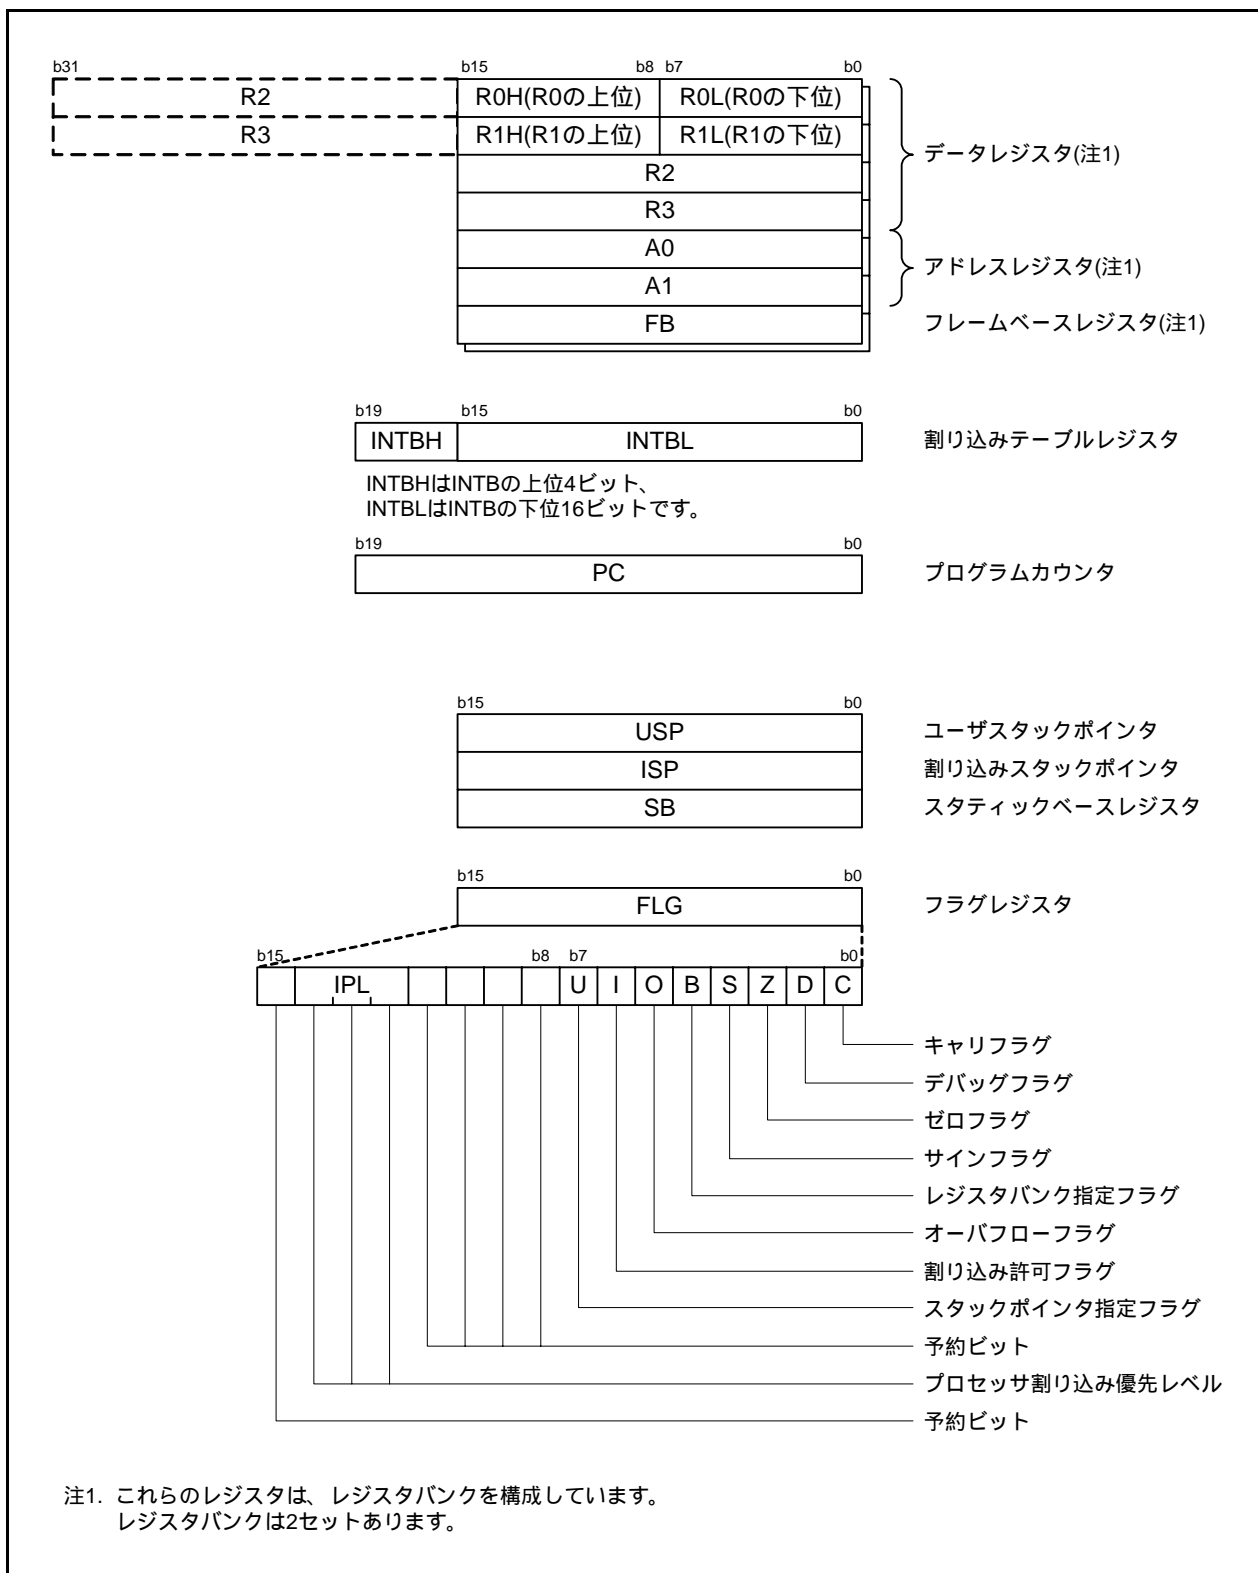 b31 b15 b8 b7 b0
R2 R0H(R0の上位) R0L(R0の下位)
R3 R1H(R1の上位) R1L(R1の下位)
データレジスタ(注1)
R2
R3
A0
アドレスレジスタ(注1)
A1
FB フレームベースレジスタ(注1)
b19 b15 b0
INTBH INTBL 割り込みテーブルレジスタ
INTBHはINTBの上位4ビット、
INTBLはINTBの下位16ビットです。
b19 b0
PC プログラムカウンタ
b15 b0
USP ユーザスタックポインタ
ISP 割り込みスタックポインタ
SB スタティックベースレジスタ
b15 b0
FLG フラグレジスタ
b15 b8 b7 b0
IPL U I O B S Z D C
キャリフラグ
デバッグフラグ
ゼロフラグ
サインフラグ
レジスタバンク指定フラグ
オーバフローフラグ
割り込み許可フラグ
スタックポインタ指定フラグ
予約ビット
プロセッサ割り込み優先レベル
予約ビット
注1. これらのレジスタは、レジスタバンクを構成しています。
レジスタバンクは2セットあります。